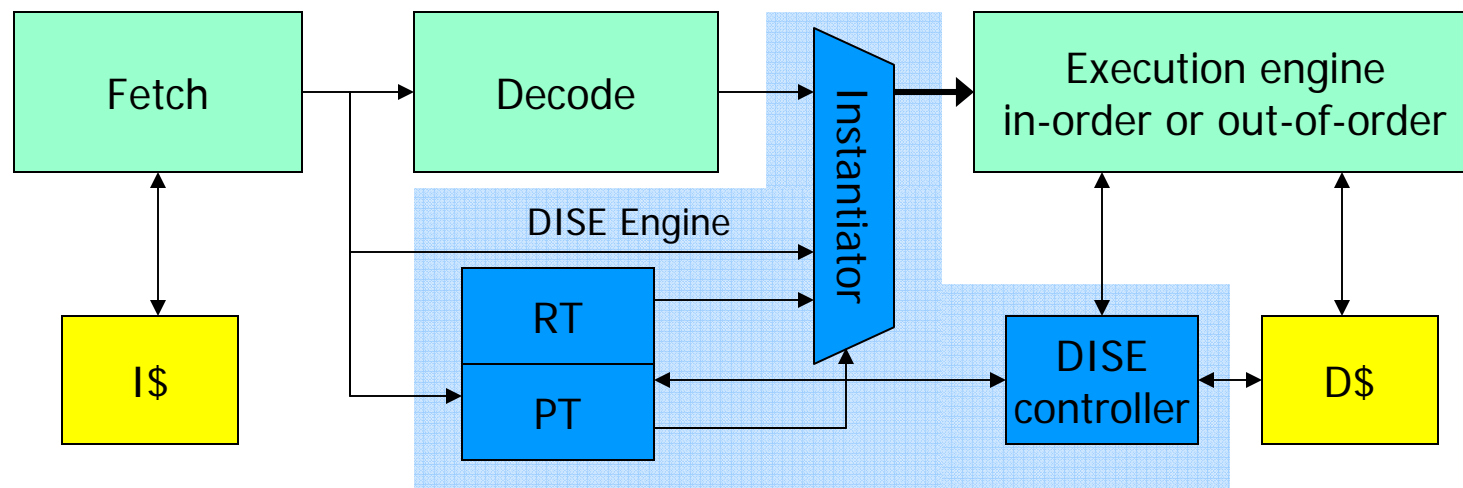 Fetch
Decode
Instantiator
Execution engine
in-order or out-of-order
DISE Engine
RT
PT
I$
DISE
controller
D$